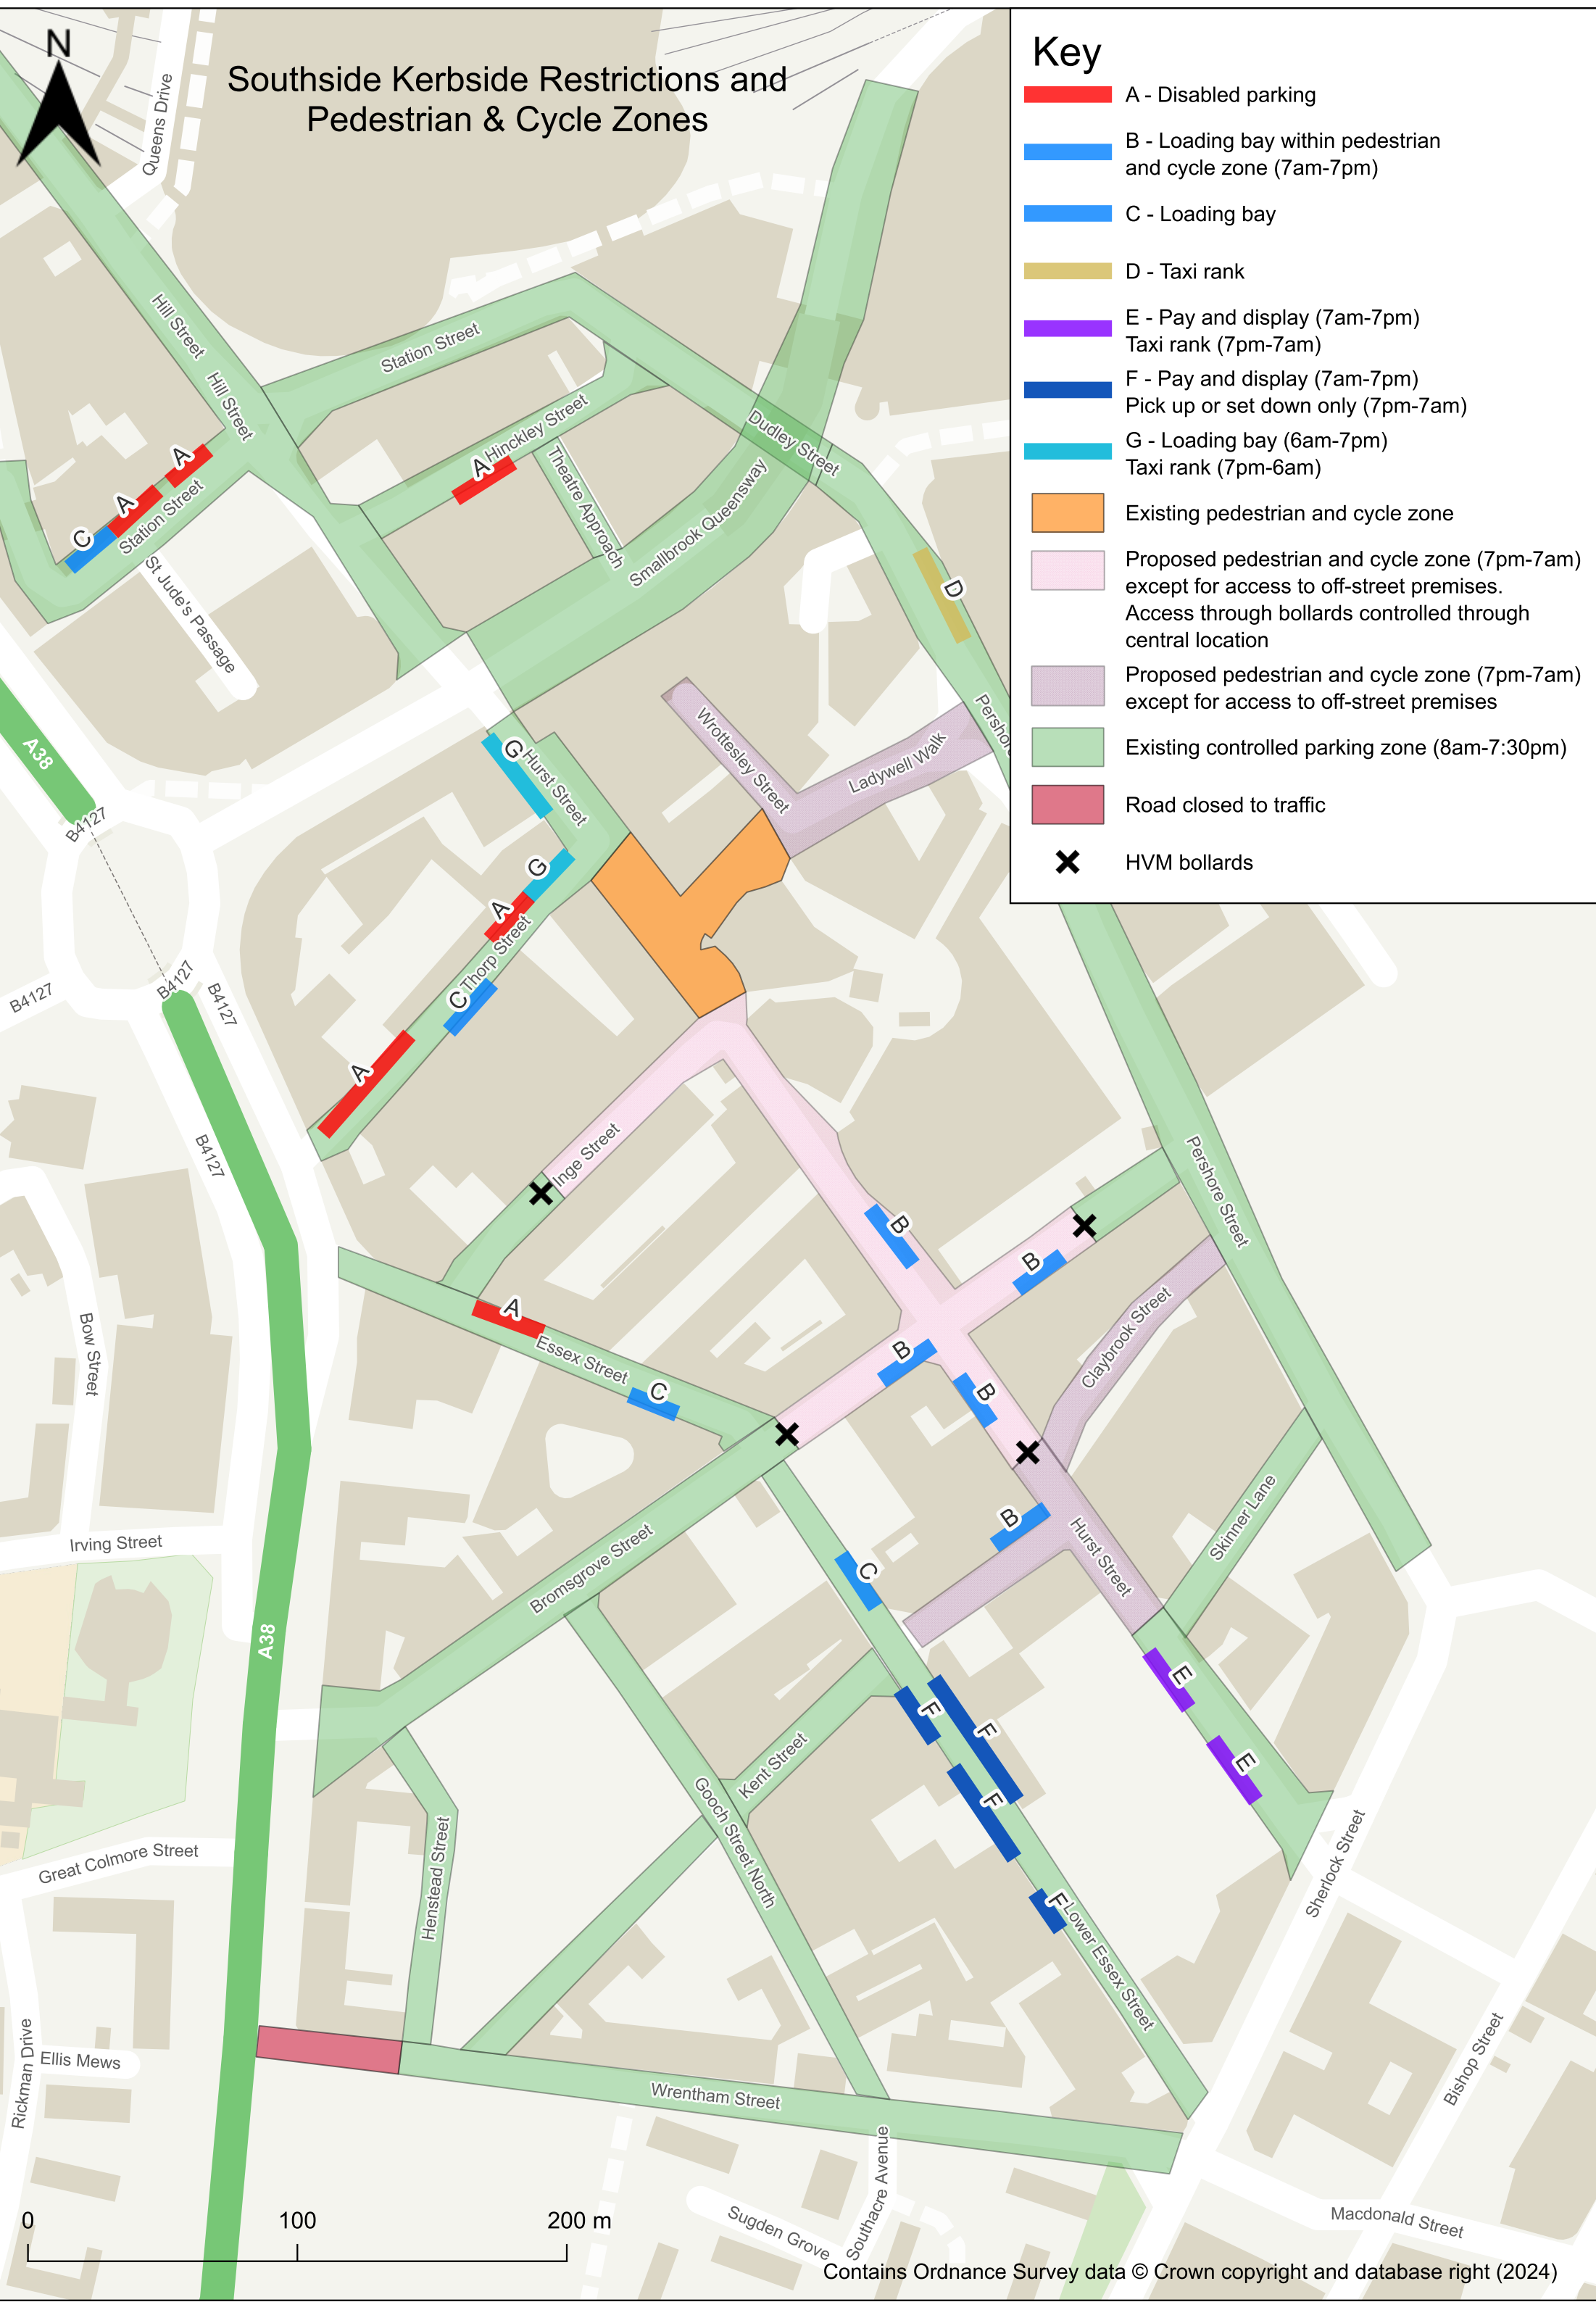 N
Southside Kerbside Restrictions and
Pedestrian & Cycle Zones
Key
A - Disabled parking
B - Loading bay within pedestrian
and cycle zone (7am-7pm)
C - Loading bay
D - Taxi rank
E - Pay and display (7am-7pm)
Taxi rank (7pm-7am)
F - Pay and display (7am-7pm)
Pick up or set down only (7pm-7am)
G - Loading bay (6am-7pm)
Taxi rank (7pm-6am)
Existing pedestrian and cycle zone
Proposed pedestrian and cycle zone (7pm-7am)
except for access to off-street premises.
Access through bollards controlled through
central location
Proposed pedestrian and cycle zone (7pm-7am)
except for access to off-street premises
Existing controlled parking zone (8am-7:30pm)
Road closed to traffic
HVM bollards
Queens Drive
Hill Street
Hill Street
Station Street
Hinckley Street
A
Theatre Approach
Dudley Street
Smallbrook Queensway
A
A
C
Station Street
St Jude's Passage
D
Pershor
A38
B4127
G
Hurst Street
Wrottesley Street
Ladywell Walk
G
A
Thorp Street
C
A
B4127
B4127
B4127
B4127
Inge Street
Pershore Street
B
B
B
B
B
Claybrook Street
A
Essex Street
C
Bow Street
Irving Street
Bromsgrove Street
C
Hurst Street
Skinner Lane
A38
E
E
F
F
F
F
Kent Street
Gooch Street North
Lower Essex Street
Henstead Street
Great Colmore Street
Sherlock Street
Rickman Drive
Ellis Mews
Wrentham Street
Southacre Avenue
Sugden Grove
Bishop Street
Macdonald Street
0
100
200 m
Contains Ordnance Survey data © Crown copyright and database right (2024)